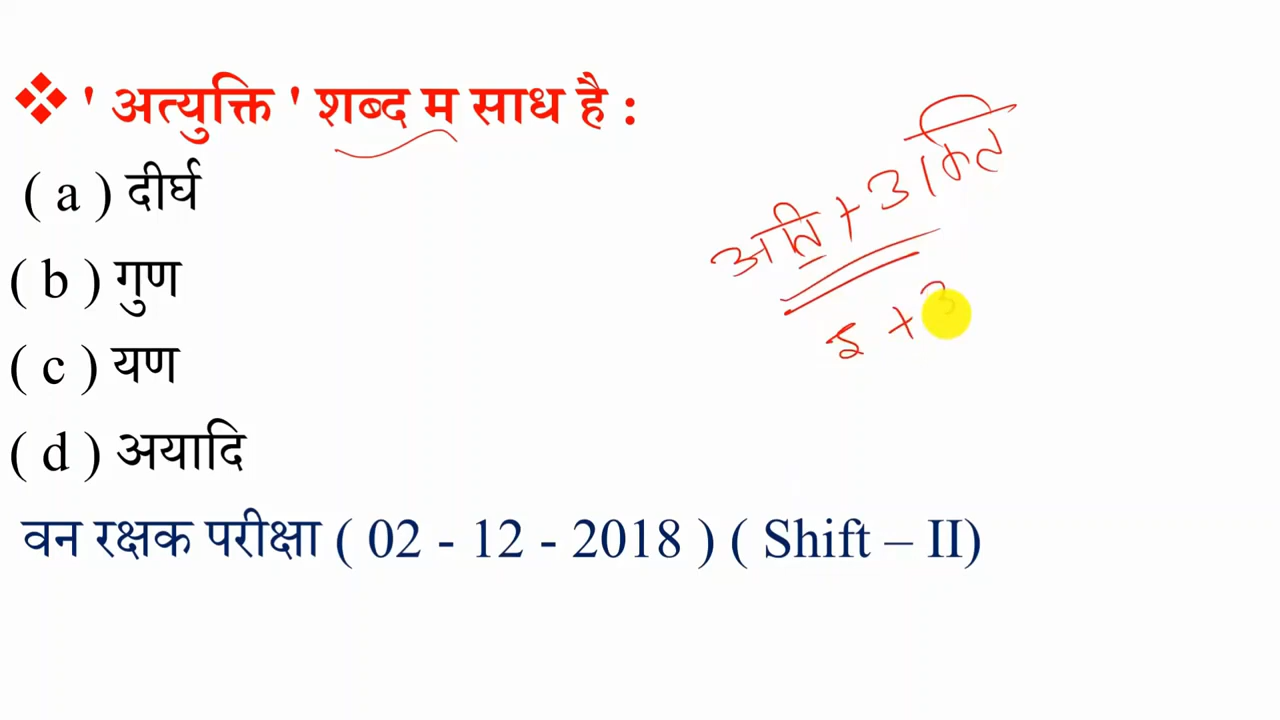 ❖ ' अत्युक्ति ' शब्द म साध है :
( a ) दीर्घ
( b ) गुण
( c ) यण
( d ) अयादि
वन रक्षक परीक्षा ( 02 - 12 - 2018 ) ( Shift – II)
अति + उक्ति
इ + उ